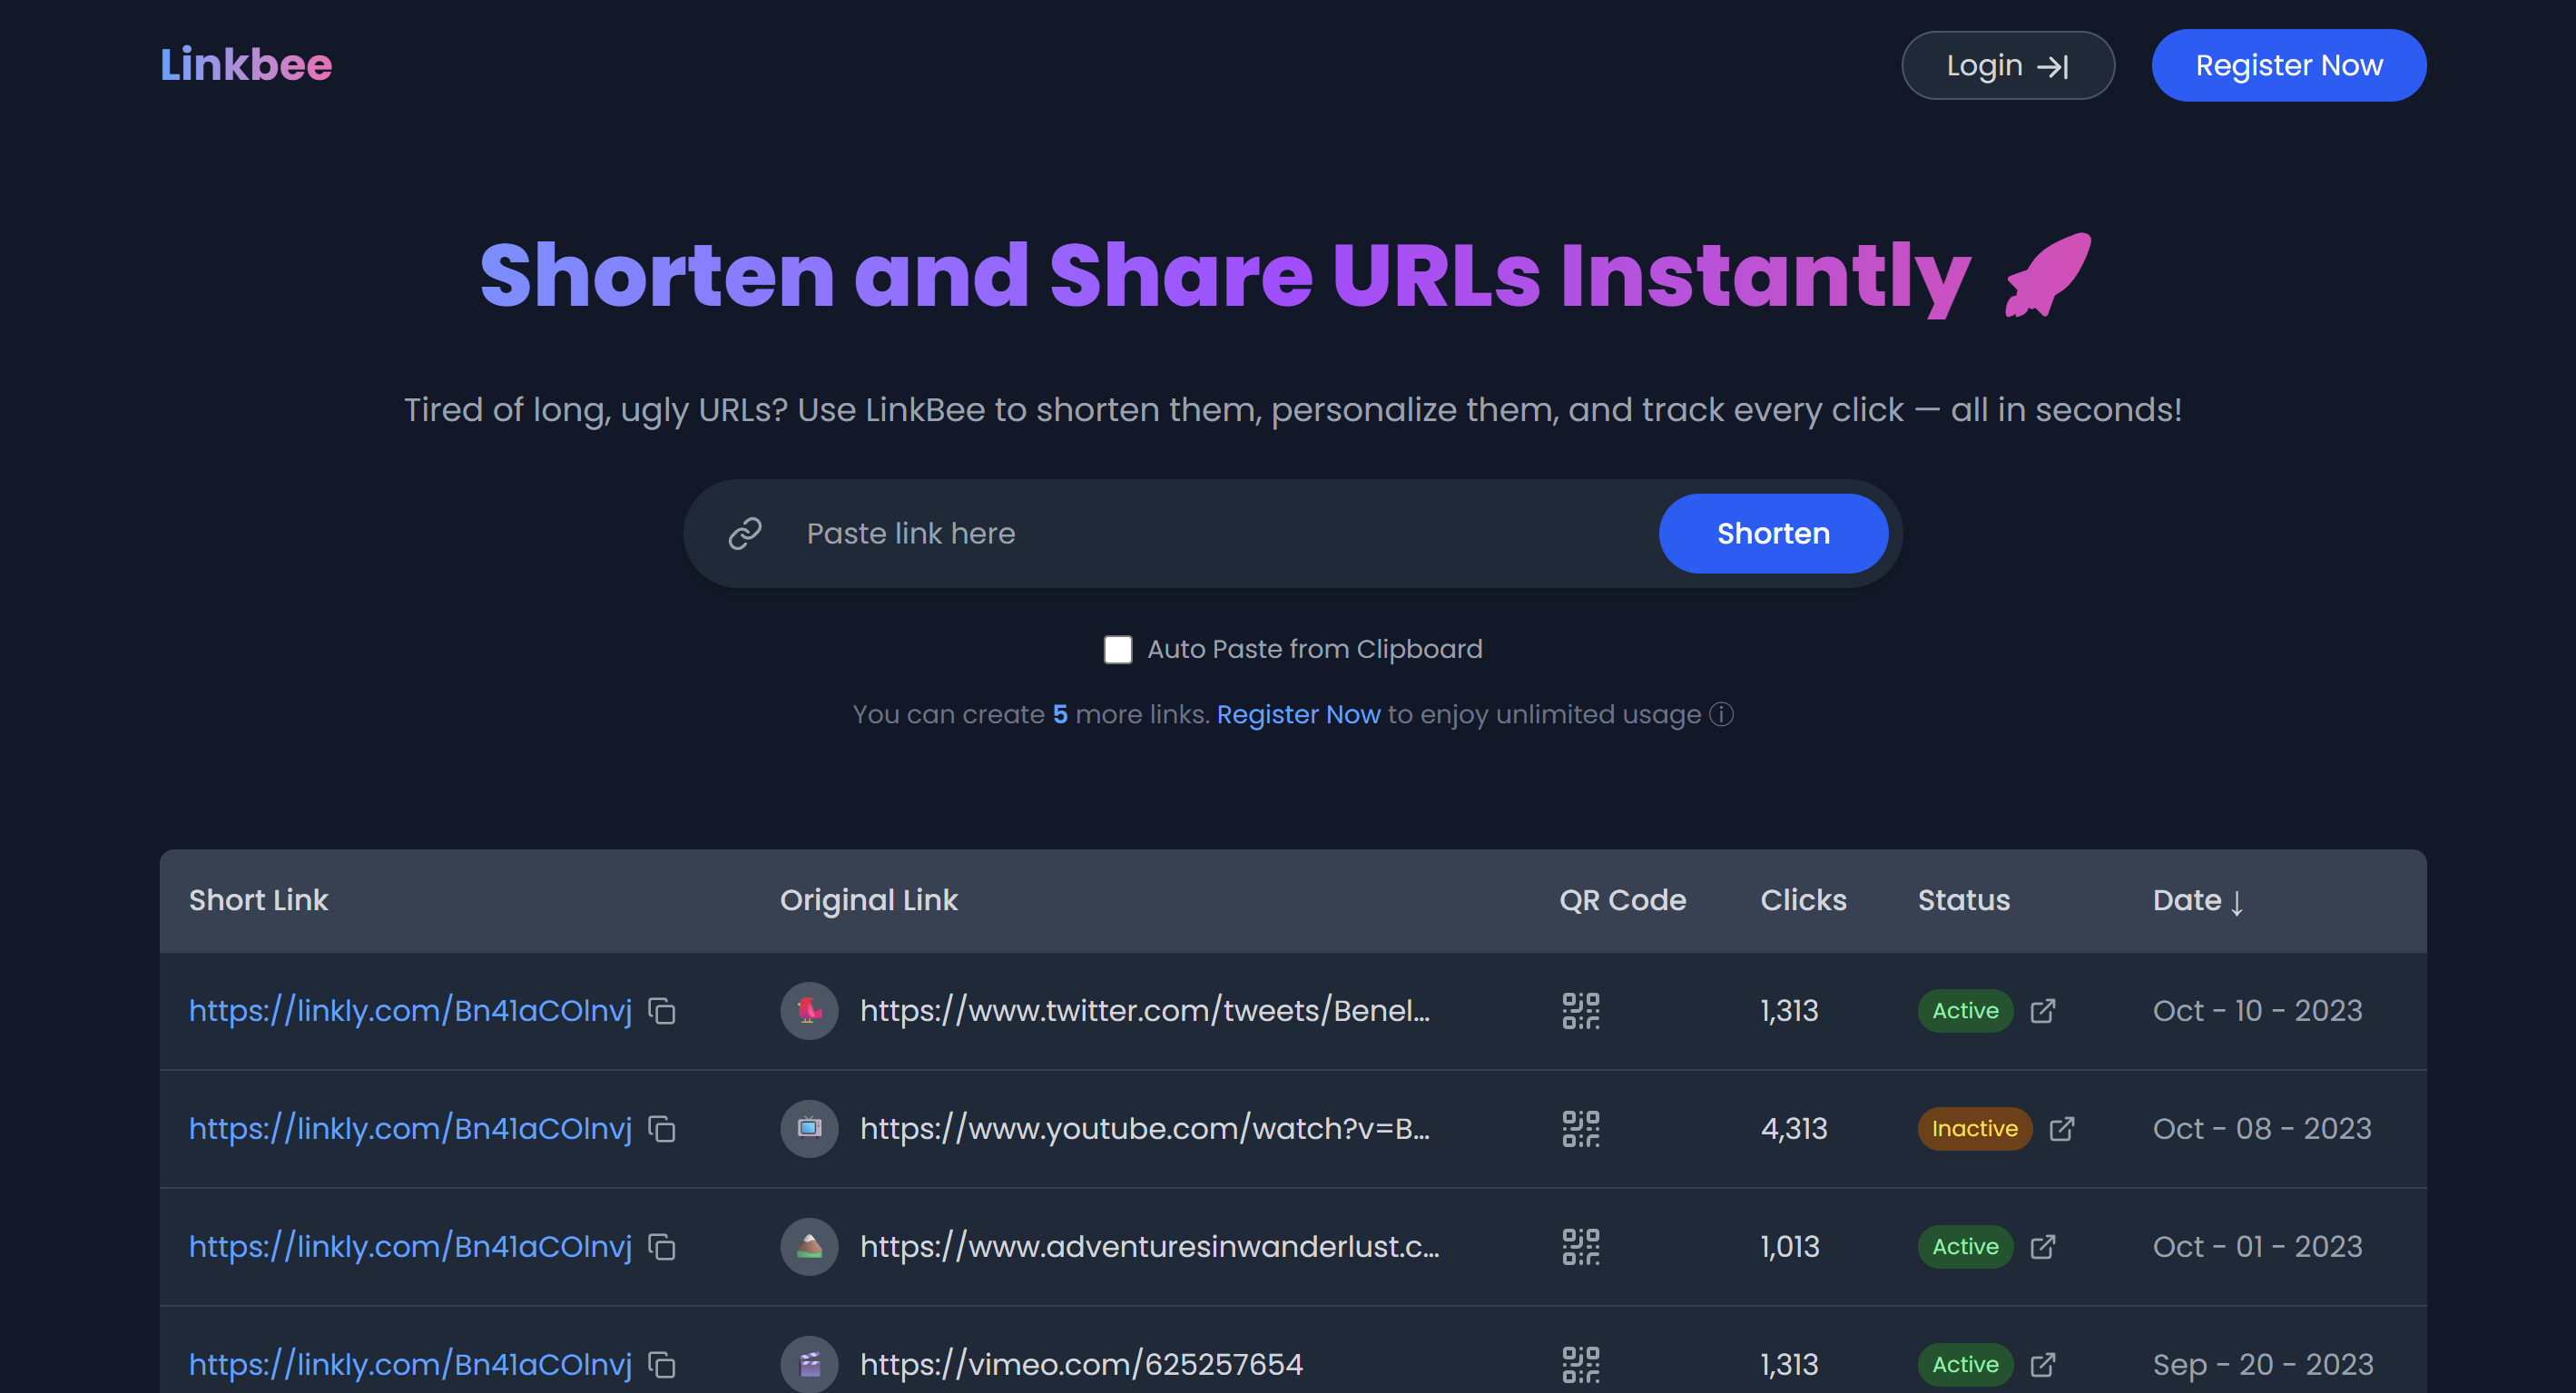 Linkbee
Login
Register Now
Shorten and Share URLs Instantly
Tired of long, ugly URLs? Use LinkBee to shorten them, personalize them, and track every click — all in seconds!
Paste link here
Shorten
Auto Paste from Clipboard
You can create 5 more links. Register Now to enjoy unlimited usage ⓘ
Short Link Original Link QR Code Clicks Status Date ↓
https://linkly.com/Bn41aCOlnvj https://www.twitter.com/tweets/Benel... 1,313 Active Oct - 10 - 2023
https://linkly.com/Bn41aCOlnvj https://www.youtube.com/watch?v=B... 4,313 Inactive Oct - 08 - 2023
https://linkly.com/Bn41aCOlnvj https://www.adventuresinwanderlust.c... 1,013 Active Oct - 01 - 2023
https://linkly.com/Bn41aCOlnvj https://vimeo.com/625257654 1,313 Active Sep - 20 - 2023